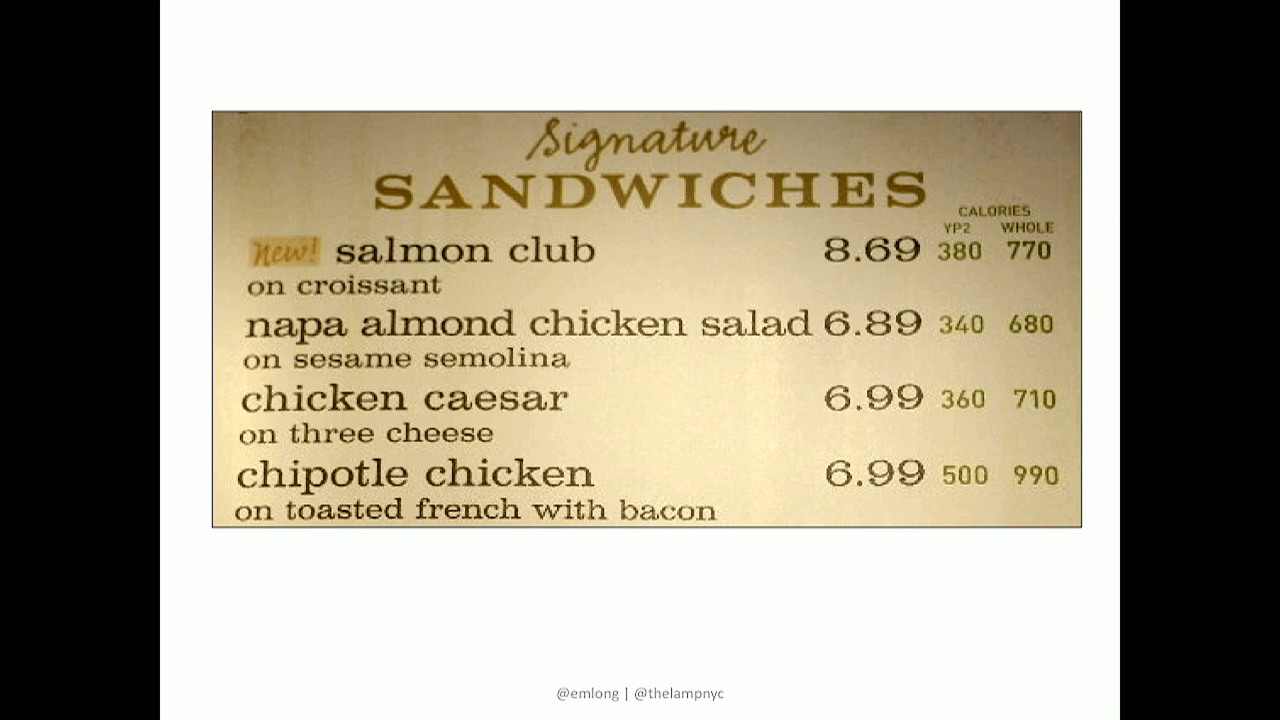 Signature
SANDWICHES
CALORIES
YP2 WHOLE
New! salmon club 8.69 380 770
on croissant
napa almond chicken salad 6.89 340 680
on sesame semolina
chicken caesar 6.99 360 710
on three cheese
chipotle chicken 6.99 500 990
on toasted french with bacon
@emlong | @thelampnyc